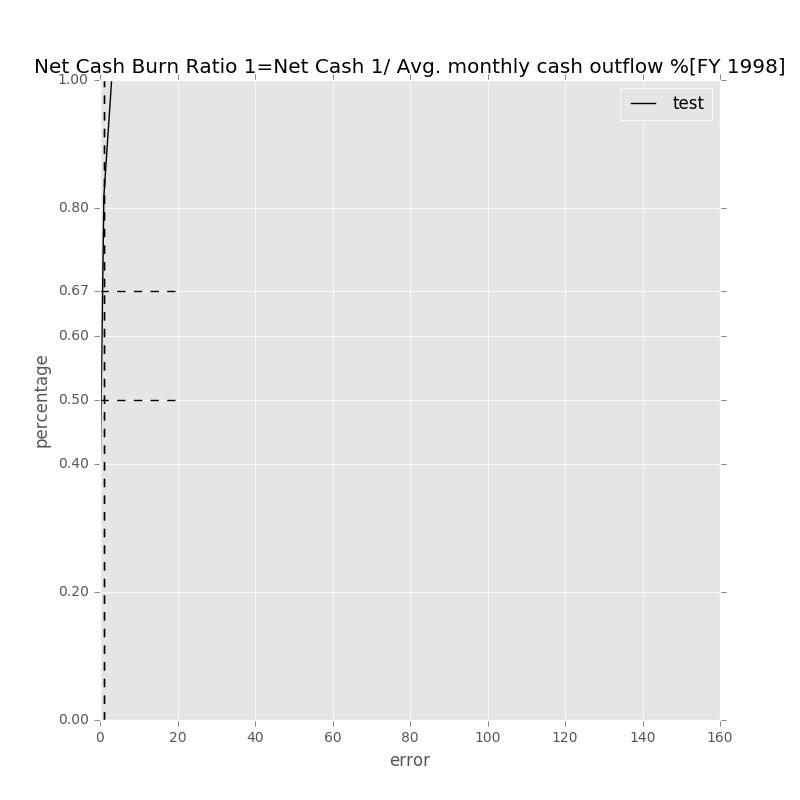 Net Cash Burn Ratio 1=Net Cash 1/ Avg. monthly cash outflow %[FY 1998]
1.00
test
0.80
0.67
0.60
percentage
0.50
0.40
0.20
0.00
0 20 40 60 80 100 120 140 160
error